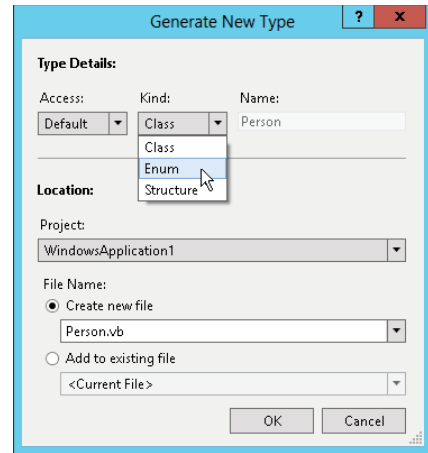 Generate New Type
? x
Type Details:
Access: Kind: Name:
Default Class Person
Class
Enum
Structure
Location:
Project:
WindowsApplication1
File Name:
Create new file
Person.vb
Add to existing file
<Current File>
OK Cancel